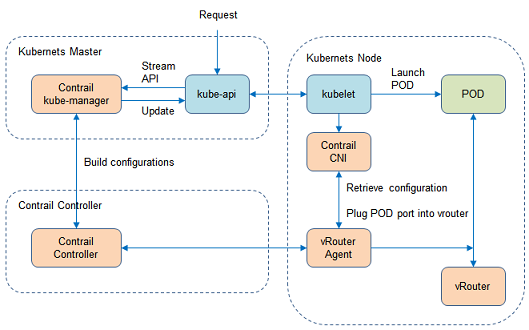 Request
Kubernets Master
Kubernets Node
Stream
API
Launch
POD
Contrail
kube-manager
kube-api
kubelet
POD
Update
Contrail
CNI
Build configurations
Retrieve configuration
Contrail Controller
Plug POD port into vrouter
Contrail
Controller
vRouter
Agent
vRouter